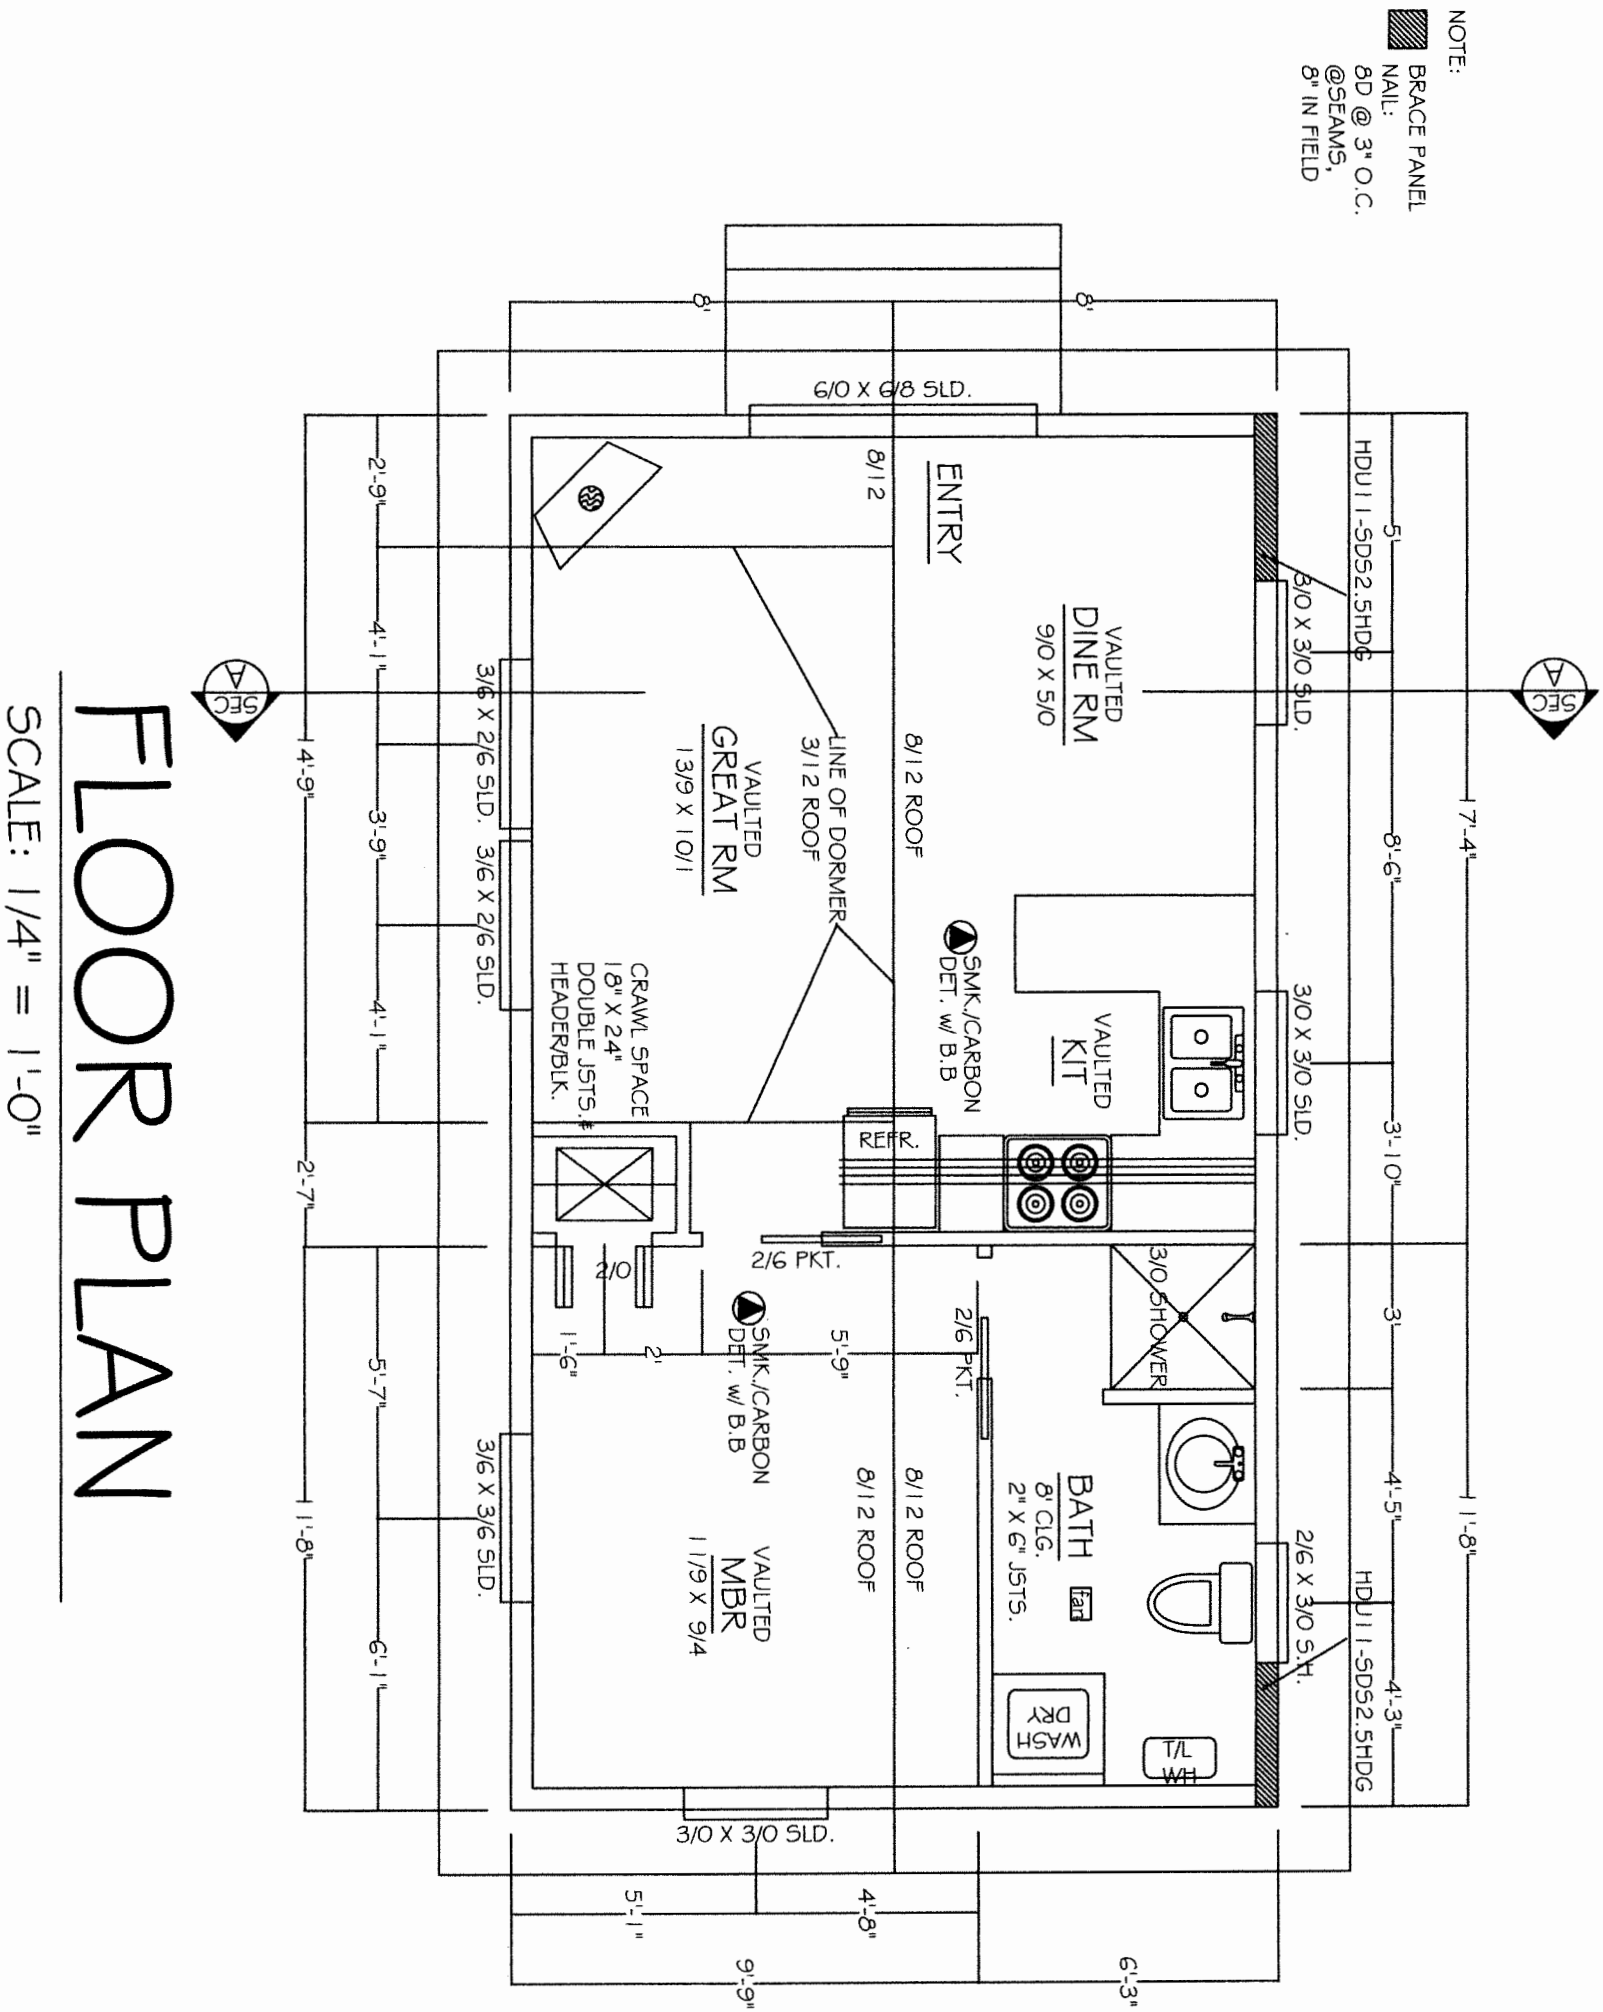 NOTE:
BRACE PANEL
NAIL:
8D @ 3" O.C.
@SEAMS,
8" IN FIELD
17'-4"
11'-8"
5'
8'-6"
3'-10"
3'
4'-5"
4'-3"
HDU11-SDS2.5HDG
HDU11-SDS2.5HDG
3/0 X 3/0 SLD.
3/0 X 3/0 SLD.
2/6 X 3/0 S.H.
SEC
A
8'
8'
6/0 X 6/8 SLD.
ENTRY
8/12
VAULTED
DINE RM
9/0 X 5/0
VAULTED
KIT
SMK./CARBON
DET. w/ B.B
REFR.
3/0 SHOWER
BATH
8' CLG.
2" X 6" JSTS.
fan
WASH
DRY
T/L
WH
8/12 ROOF
8/12 ROOF
8/12 ROOF
LINE OF DORMER
3/12 ROOF
VAULTED
GREAT RM
13/9 X 10/1
CRAWL SPACE
18" X 24"
DOUBLE JSTS.&
HEADER/BLK.
2/6 PKT.
2/6 PKT.
2/0
1'-6"
2'
5'-9"
SMK./CARBON
DET. w/ B.B
VAULTED
MBR
11/9 X 9/4
3/0 X 3/0 SLD.
5'-1"
4'-8"
9'-9"
6'-3"
3/6 X 2/6 SLD.
3/6 X 2/6 SLD.
3/6 X 3/6 SLD.
2'-9"
4'-1"
3'-9"
4'-1"
5'-7"
6'-1"
14'-9"
2'-7"
11'-8"
SEC
A
FLOOR PLAN
SCALE: 1/4" = 1'-0"